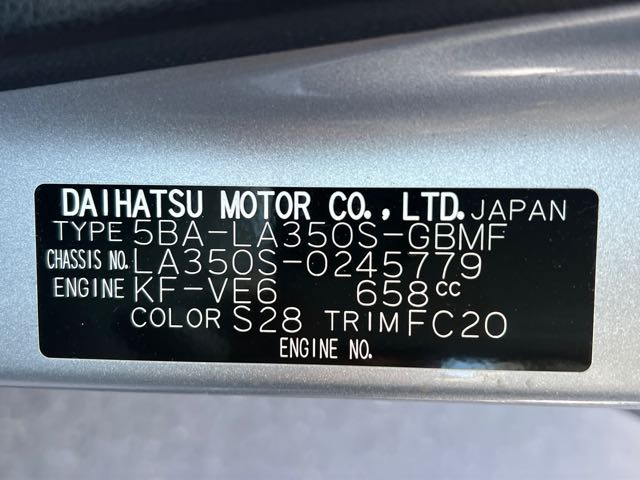 DAIHATSU MOTOR CO., LTD. JAPAN
TYPE 5BA-LA350S-GBMF
CHASSIS NO. LA350S-0245779
ENGINE KF-VE6 658cc
COLOR S28 TRIM FC20
ENGINE NO.